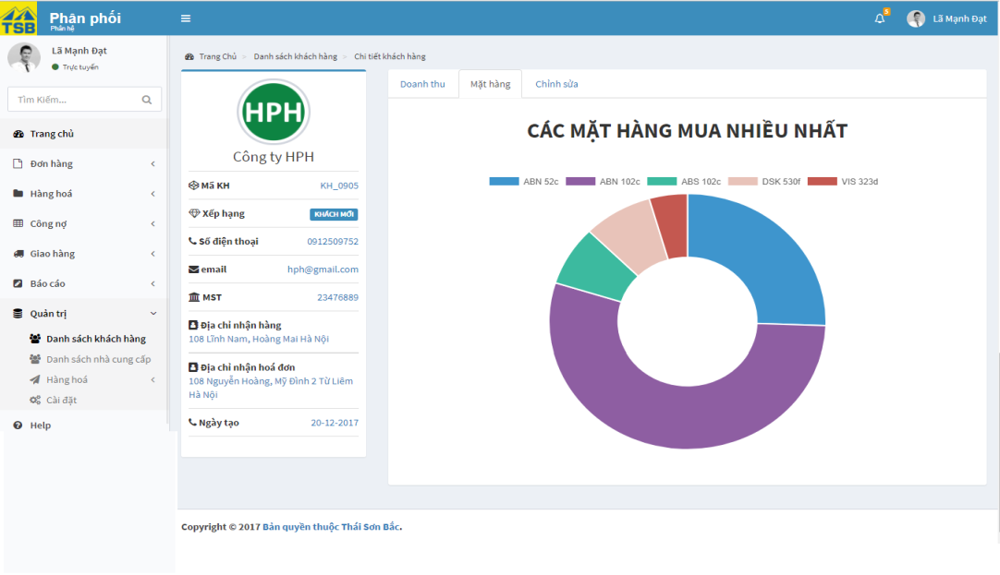 TSB
Phân phối
Phân hệ
5
Lã Mạnh Đạt
Lã Mạnh Đạt
Trực tuyến
Tìm Kiếm...
Trang chủ
Đơn hàng
Hàng hoá
Công nợ
Giao hàng
Báo cáo
Quản trị
Danh sách khách hàng
Danh sách nhà cung cấp
Hàng hoá
Cài đặt
Help
Trang Chủ > Danh sách khách hàng > Chi tiết khách hàng
HPH
Công ty HPH
Mã KH KH_0905
Xếp hạng KHÁCH MỚI
Số điện thoại 0912509752
email hph@gmail.com
MST 23476889
Địa chỉ nhận hàng
108 Lĩnh Nam, Hoàng Mai Hà Nội
Địa chỉ nhận hoá đơn
108 Nguyễn Hoàng, Mỹ Đình 2 Từ Liêm
Hà Nội
Ngày tạo 20-12-2017
Doanh thu Mặt hàng Chỉnh sửa
CÁC MẶT HÀNG MUA NHIỀU NHẤT
ABN 52c ABN 102c ABS 102c DSK 530f VIS 323d
Copyright © 2017 Bản quyền thuộc Thái Sơn Bắc.